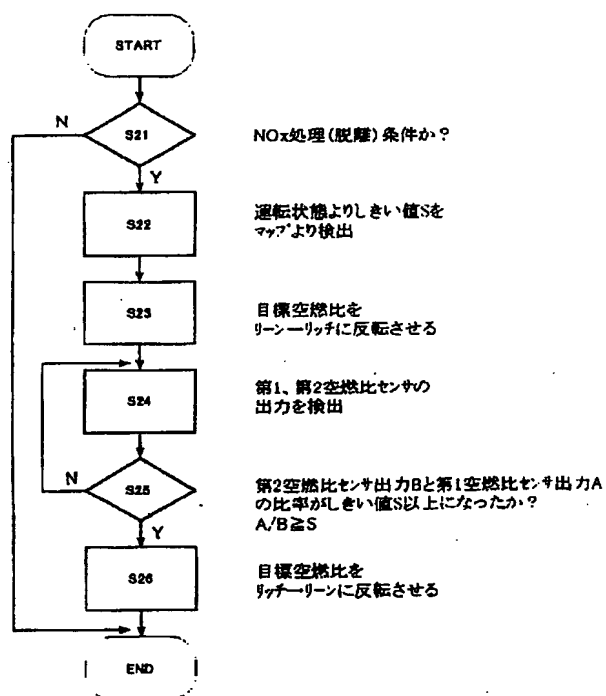 START
N
S21
NOx処理(脱離)条件か?
Y
S22
運転状態よりしきい値Sを
マップより検出
S23
目標空燃比を
リーン→リッチに反転させる
S24
第1、第2空燃比センサの
出力を検出
N
S25
第2空燃比センサ出力Bと第1空燃比センサ出力A
の比率がしきい値S以上になったか?
A/B≧S
Y
S26
目標空燃比を
リッチ→リーンに反転させる
END